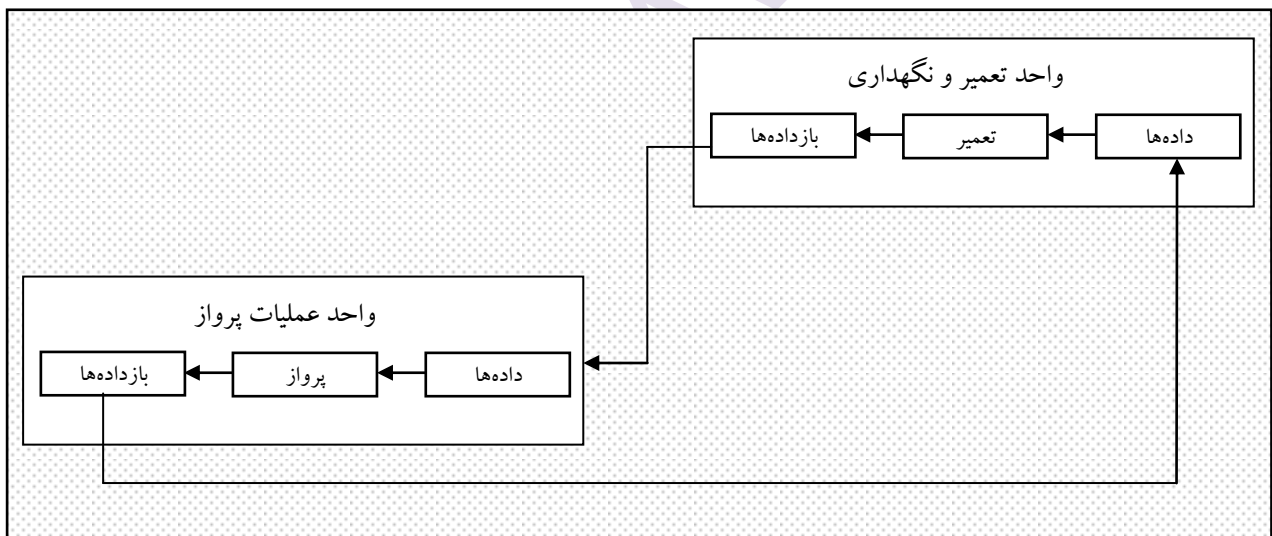 واحد تعمیر و نگهداری
داده‌ها
تعمیر
بازداده‌ها
واحد عملیات پرواز
داده‌ها
پرواز
بازداده‌ها